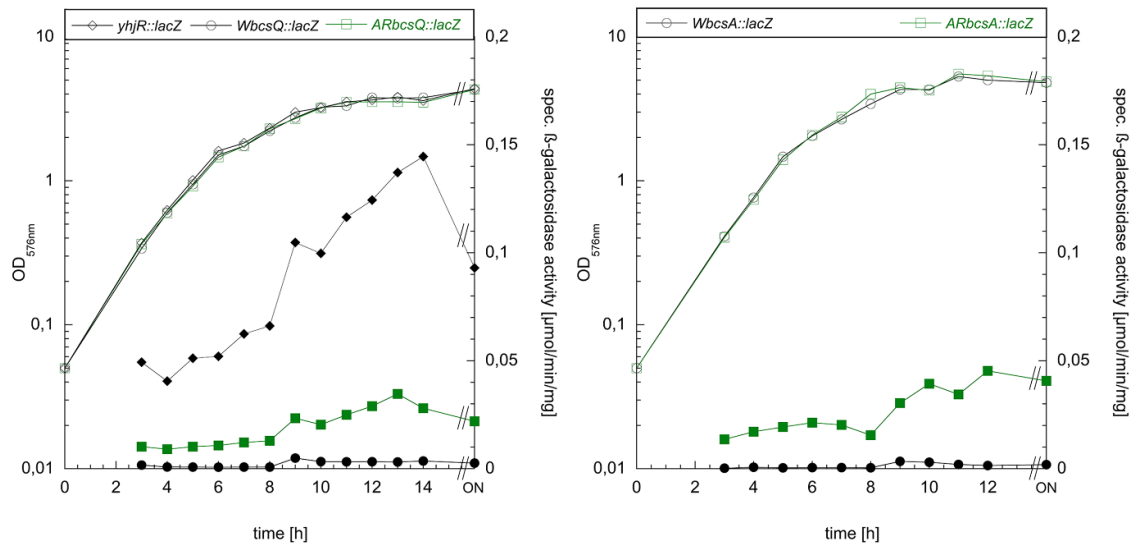 yhjR::lacZ WbcsQ::lacZ ARbcsQ::lacZ
10
1
0,1
0,01
OD576nm
0,2
0,15
0,1
0,05
0
spec. ß-galactosidase activity [µmol/min/mg]
0 2 4 6 8 10 12 14 ON
time [h]
WbcsA::lacZ ARbcsA::lacZ
10
1
0,1
0,01
OD576nm
0,2
0,15
0,1
0,05
0
spec. ß-galactosidase activity [µmol/min/mg]
0 2 4 6 8 10 12 ON
time [h]